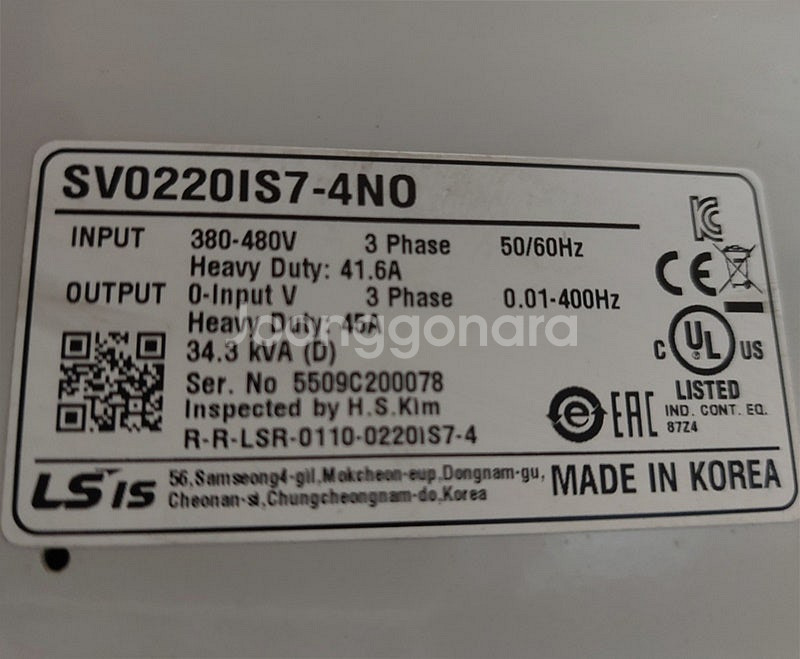 SV0220IS7-4NO
INPUT 380-480V 3 Phase 50/60Hz
Heavy Duty: 41.6A
OUTPUT 0-Input V 3 Phase 0.01-400Hz
Heavy Duty: 45A
Joonggonara
34.3 kVA (D)
Ser. No 5509C200078
Inspected by H.S.Kim
R-R-LSR-0110-0220IS7-4
CE
c UL US
LISTED
IND. CONT. EQ.
87Z4
EAC
LSis
56,Samseong4-gil,Mokcheon-eup,Dongnam-gu,
Cheonan-si,Chungcheongnam-do,Korea
MADE IN KOREA